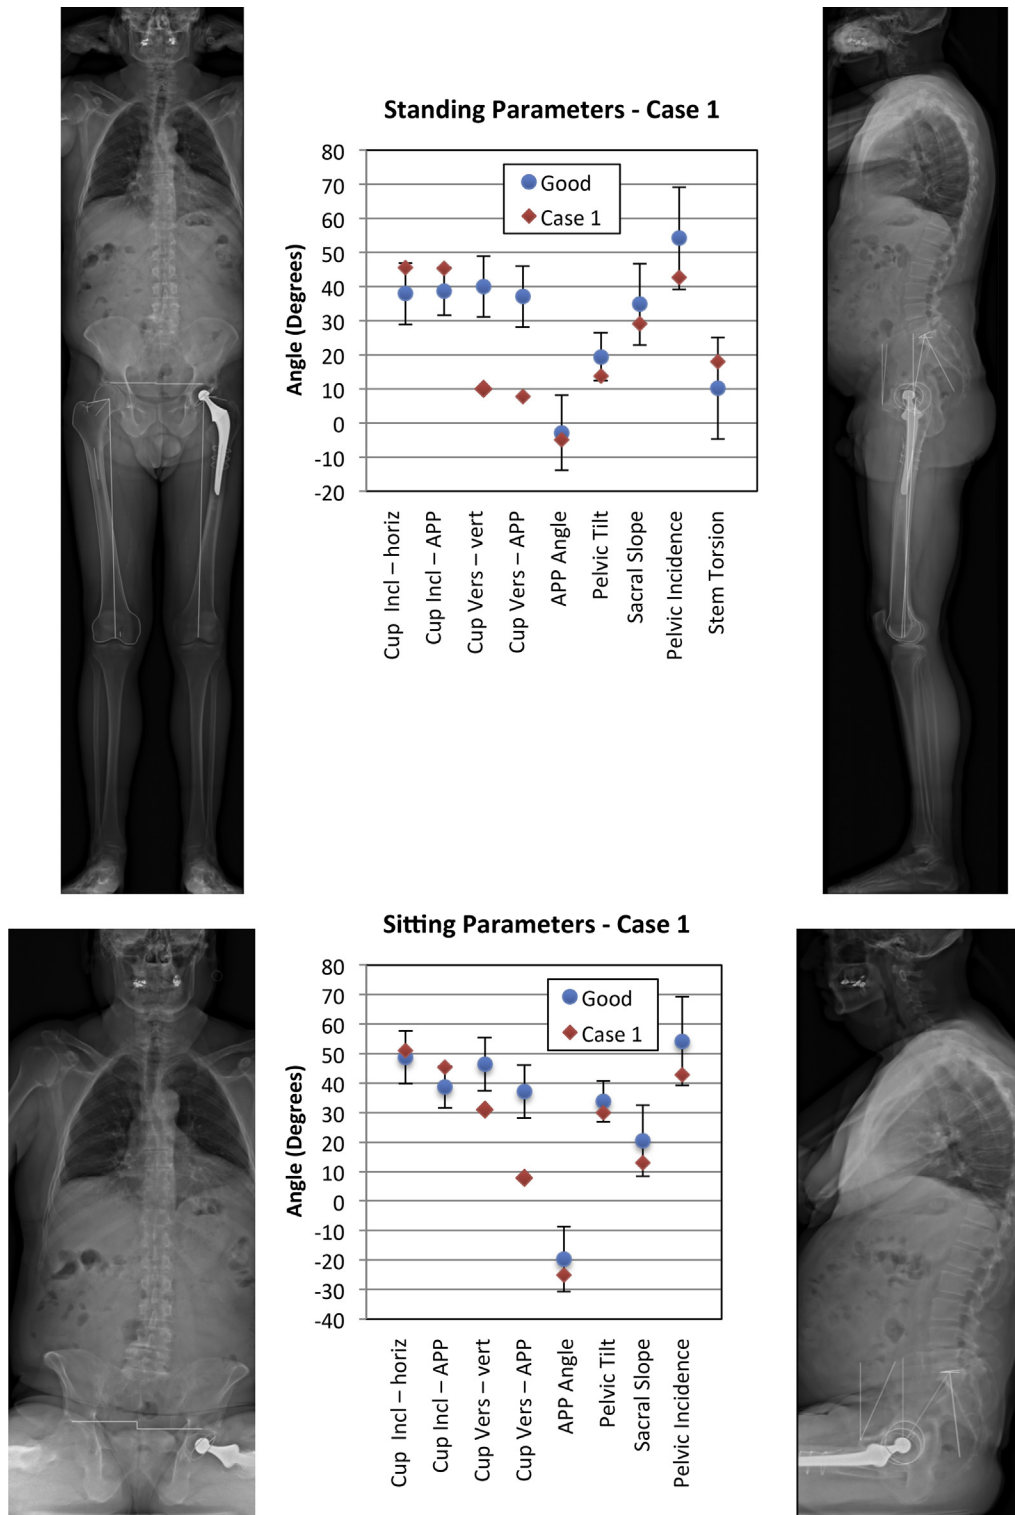 Standing Parameters - Case 1
80
70
60
50
40
30
20
10
0
-10
-20
Angle (Degrees)
Good
Case 1
Cup Incl – horiz
Cup Incl – APP
Cup Vers – vert
Cup Vers – APP
APP Angle
Pelvic Tilt
Sacral Slope
Pelvic Incidence
Stem Torsion
Sitting Parameters - Case 1
80
70
60
50
40
30
20
10
0
-10
-20
-30
-40
Angle (Degrees)
Good
Case 1
Cup Incl – horiz
Cup Incl – APP
Cup Vers – vert
Cup Vers – APP
APP Angle
Pelvic Tilt
Sacral Slope
Pelvic Incidence